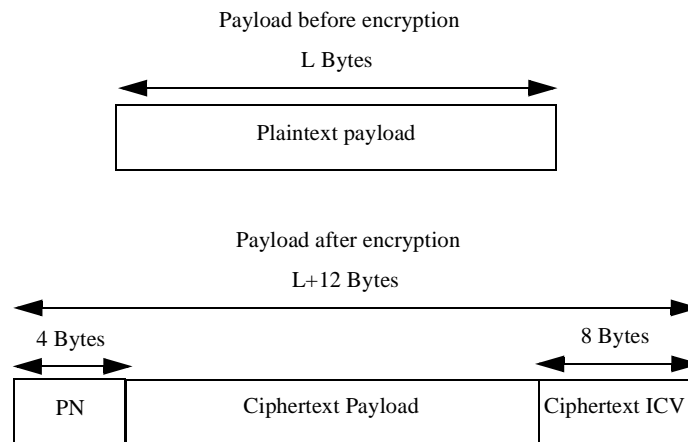 Payload before encryption
L Bytes
Plaintext payload
Payload after encryption
L+12 Bytes
4 Bytes
8 Bytes
PN
Ciphertext Payload
Ciphertext ICV